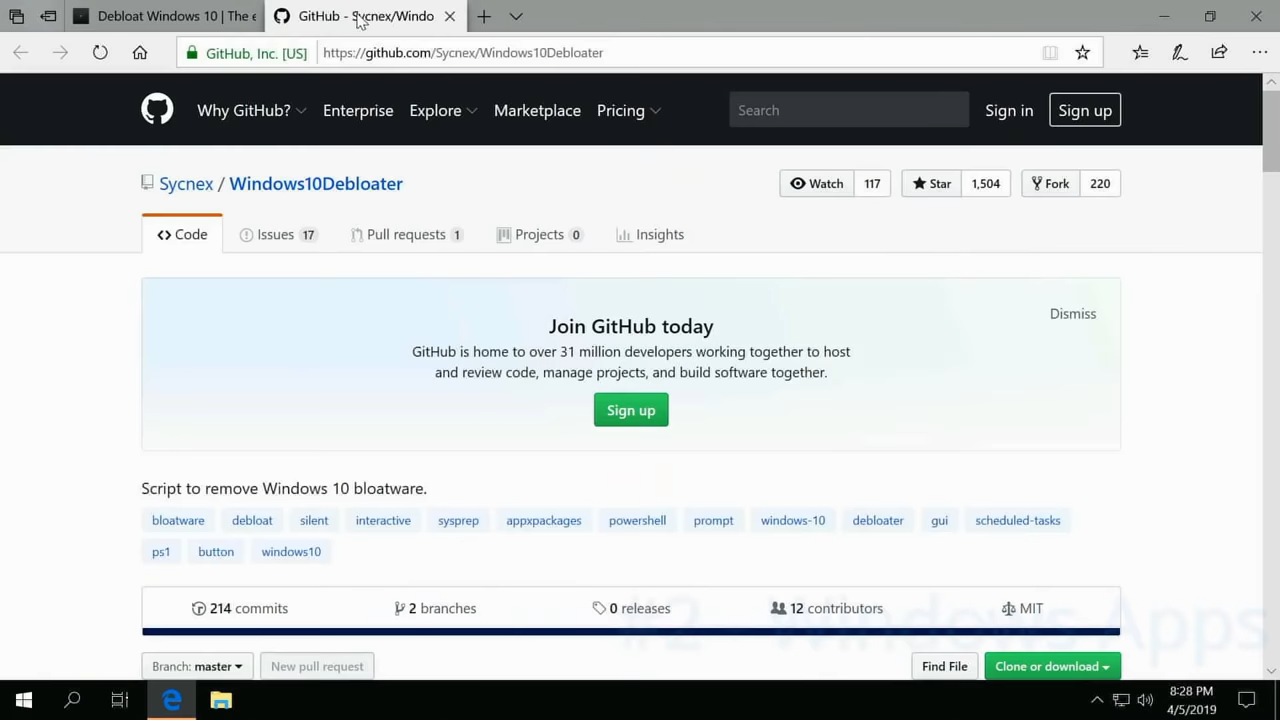 Debloat Windows 10 | The e
GitHub - Sycnex/Windo
GitHub, Inc. [US]
https://github.com/Sycnex/Windows10Debloater
Why GitHub? Enterprise Explore Marketplace Pricing
Search
Sign in Sign up
Sycnex / Windows10Debloater
Watch 117 Star 1,504 Fork 220
Code Issues 17 Pull requests 1 Projects 0 Insights
Join GitHub today
Dismiss
GitHub is home to over 31 million developers working together to host
and review code, manage projects, and build software together.
Sign up
Script to remove Windows 10 bloatware.
bloatware debloat silent interactive sysprep appxpackages powershell prompt windows-10 debloater gui scheduled-tasks
ps1 button windows10
214 commits 2 branches 0 releases 12 contributors MIT
#2 - Windows Apps
Branch: master New pull request Find File Clone or download
8:28 PM
4/5/2019